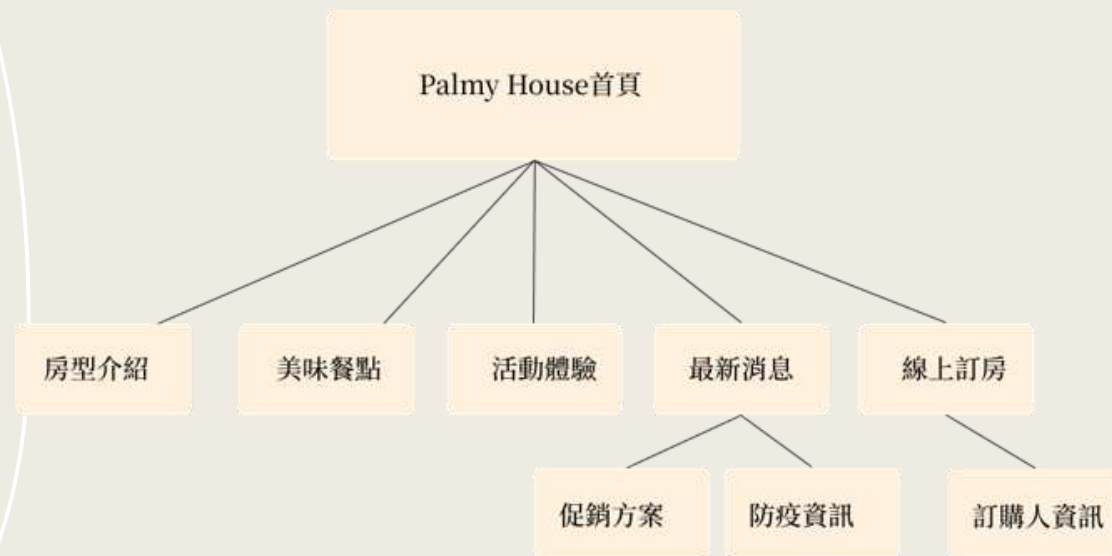 Palmy House首頁
房型介紹
美味餐點
活動體驗
最新消息
線上訂房
促銷方案
防疫資訊
訂購人資訊